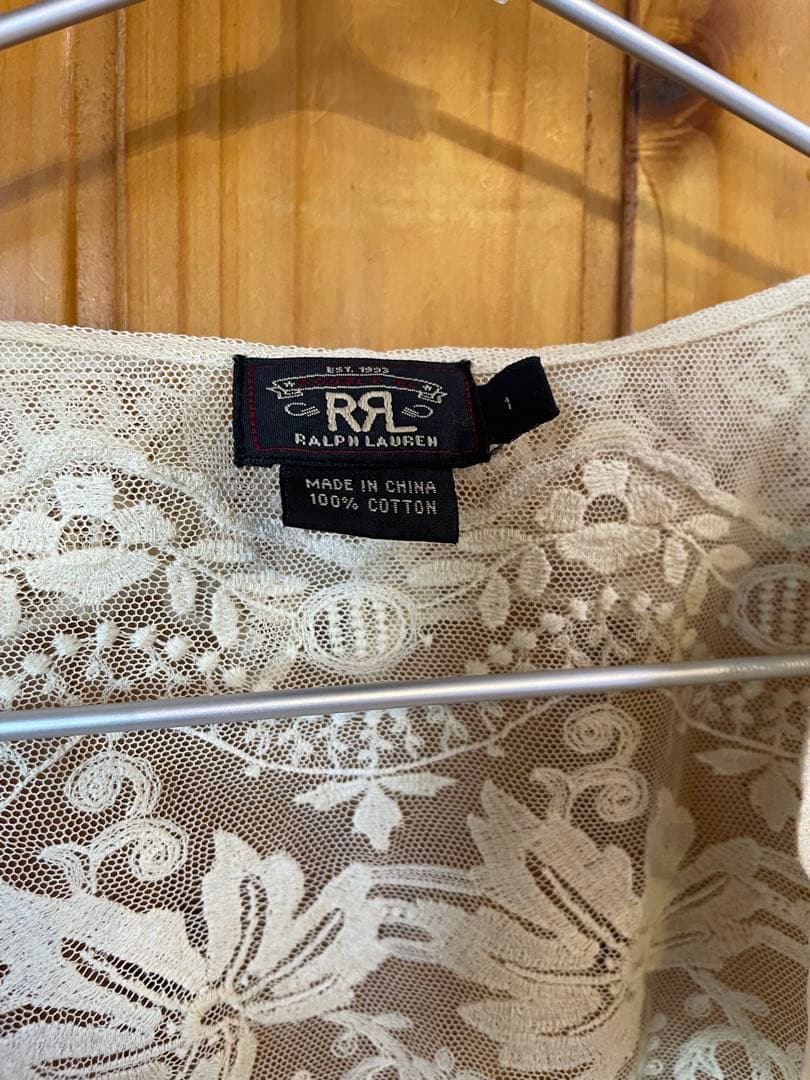 EST. 1993
RRL
RALPH LAUREN
1
MADE IN CHINA
100% COTTON